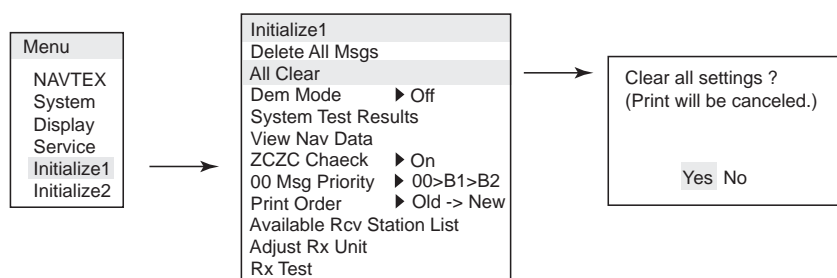 Menu
NAVTEX
System
Display
Service
Initialize1
Initialize2
Initialize1
Delete All Msgs
All Clear
Dem Mode ▶ Off
System Test Results
View Nav Data
ZCZC Chaeck ▶ On
00 Msg Priority ▶ 00>B1>B2
Print Order ▶ Old -> New
Available Rcv Station List
Adjust Rx Unit
Rx Test
Clear all settings ?
(Print will be canceled.)
Yes No